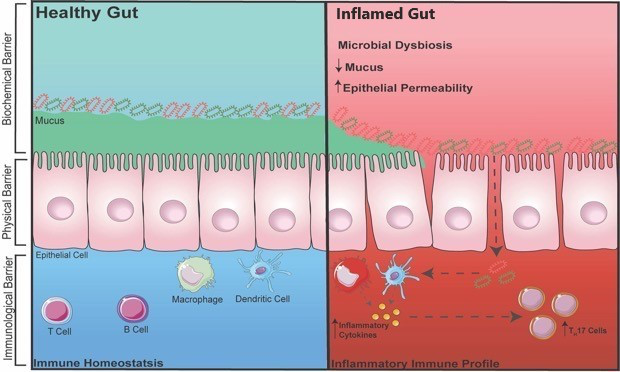 Healthy Gut
Inflamed Gut
Biochemical Barrier
Microbial Dysbiosis
↓ Mucus
↑ Epithelial Permeability
Mucus
Physical Barrier
Epithelial Cell
Immunological Barrier
Macrophage
Dendritic Cell
T Cell
B Cell
Immune Homeostatsis
↑ Inflammatory
Cytokines
↑ TH17 Cells
Inflammatory Immune Profile